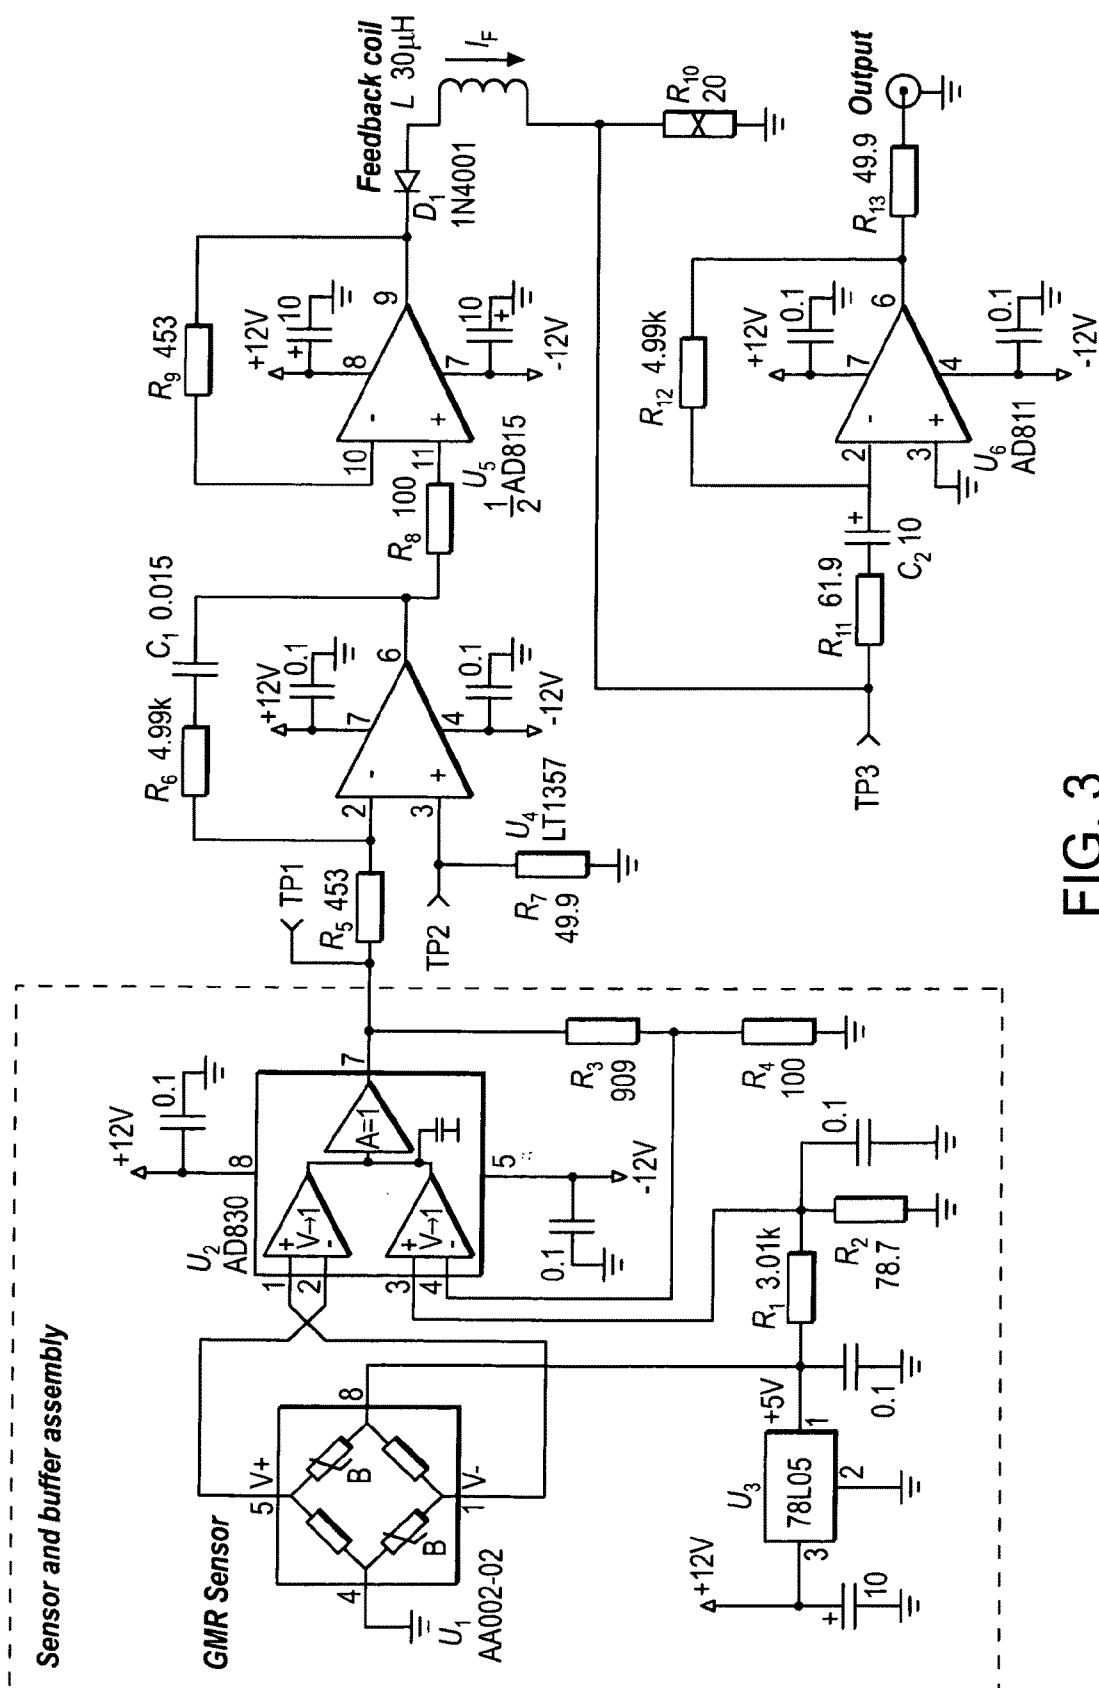 Sensor and buffer assembly
GMR Sensor
U1
AA002-02
5
V+
B
8
B
4
1
V-
U2
AD830
1
2
3
4
+
-
V→1
+
-
V→1
A=1
8
+12V
0.1
7
5
-12V
0.1
R3
909
R4
100
+12V
10
+
3
U3
78L05
2
1
+5V
0.1
R1 3.01k
R2
78.7
0.1
TP1
R5 453
TP2
R7
49.9
R6 4.99k
C1 0.015
2
3
-
+
+12V
7
0.1
6
4
0.1
-12V
U4
LT1357
R8 100
R9 453
10
11
-
+
+12V
8
+
10
9
7
10
+
-12V
U5
1/2 AD815
D1
1N4001
Feedback coil
L 30μH
IF
R10
20
TP3
R11 61.9
C2 10
+
R12 4.99k
2
3
-
+
+12V
7
0.1
6
4
0.1
-12V
U6
AD811
R13 49.9
Output
FIG. 3